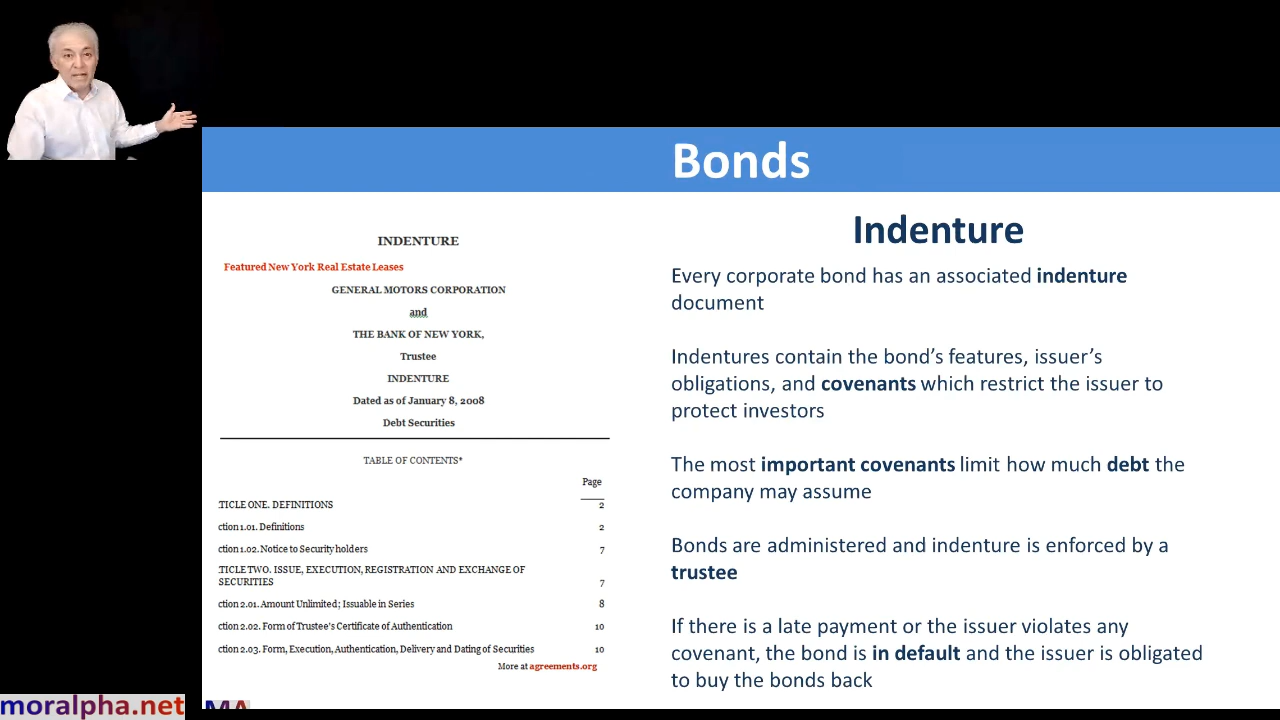 Bonds
INDENTURE
Featured New York Real Estate Leases
GENERAL MOTORS CORPORATION
and
THE BANK OF NEW YORK,
Trustee
INDENTURE
Dated as of January 8, 2008
Debt Securities
TABLE OF CONTENTS*
Page
TICLE ONE. DEFINITIONS 2
ction 1.01. Definitions 2
ction 1.02. Notice to Security holders 7
TICLE TWO. ISSUE, EXECUTION, REGISTRATION AND EXCHANGE OF
SECURITIES 7
ction 2.01. Amount Unlimited; Issuable in Series 8
ction 2.02. Form of Trustee's Certificate of Authentication 10
ction 2.03. Form, Execution, Authentication, Delivery and Dating of Securities 10
More at agreements.org
Indenture
Every corporate bond has an associated indenture
document
Indentures contain the bond's features, issuer's
obligations, and covenants which restrict the issuer to
protect investors
The most important covenants limit how much debt the
company may assume
Bonds are administered and indenture is enforced by a
trustee
If there is a late payment or the issuer violates any
covenant, the bond is in default and the issuer is obligated
to buy the bonds back
moralpha.net
MA